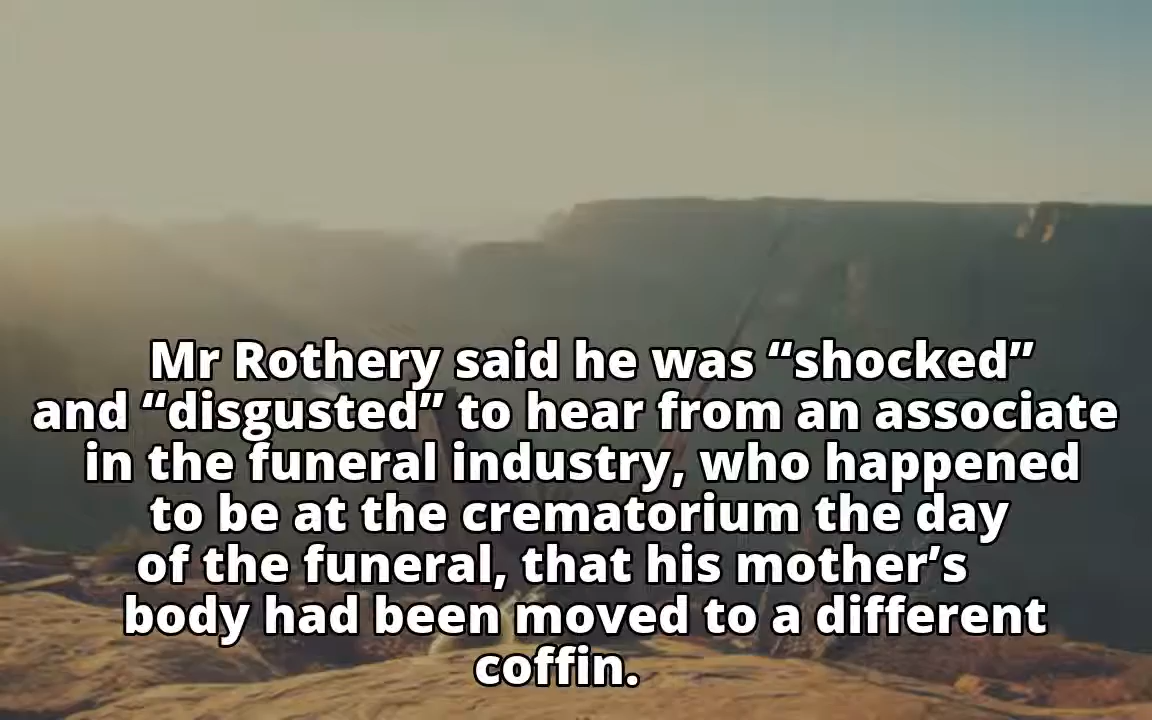 Mr Rothery said he was “shocked”
and “disgusted” to hear from an associate
in the funeral industry, who happened
to be at the crematorium the day
of the funeral, that his mother’s
body had been moved to a different
coffin.